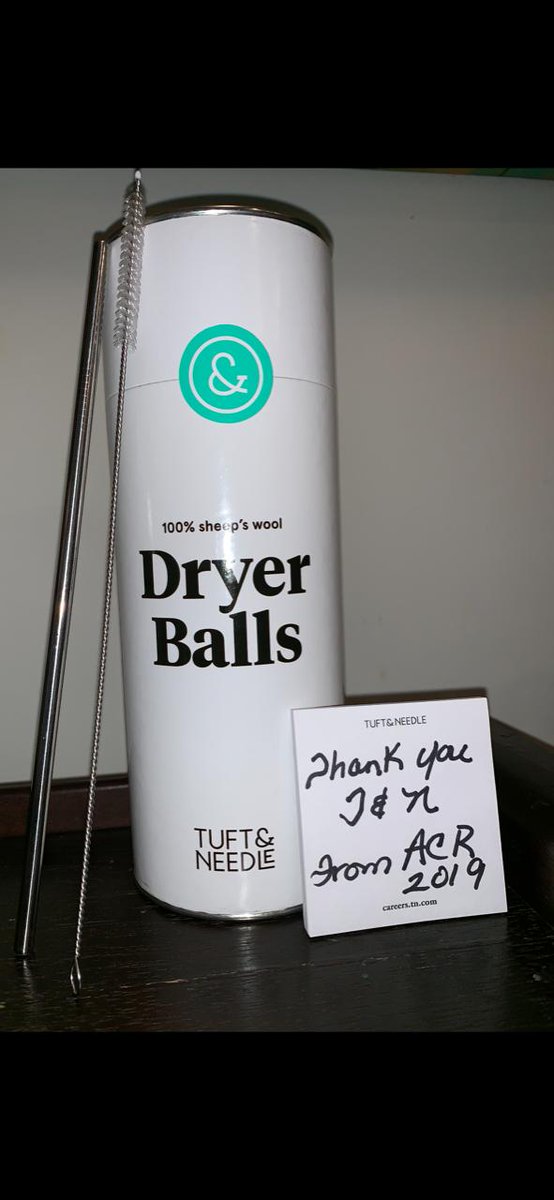 &
100% sheep's wool
Dryer
Balls
TUFT&
NEEDLE
TUFT&NEEDLE
Thank you
T & N
From ACR
2019
careers.tn.com